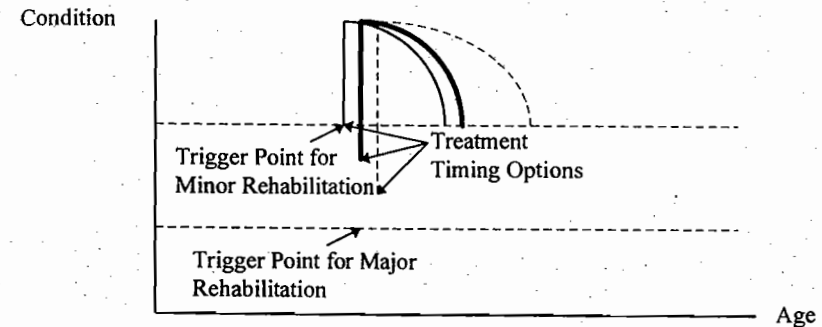 Condition
Trigger Point for
Minor Rehabilitation
Treatment
Timing Options
Trigger Point for Major
Rehabilitation
Age